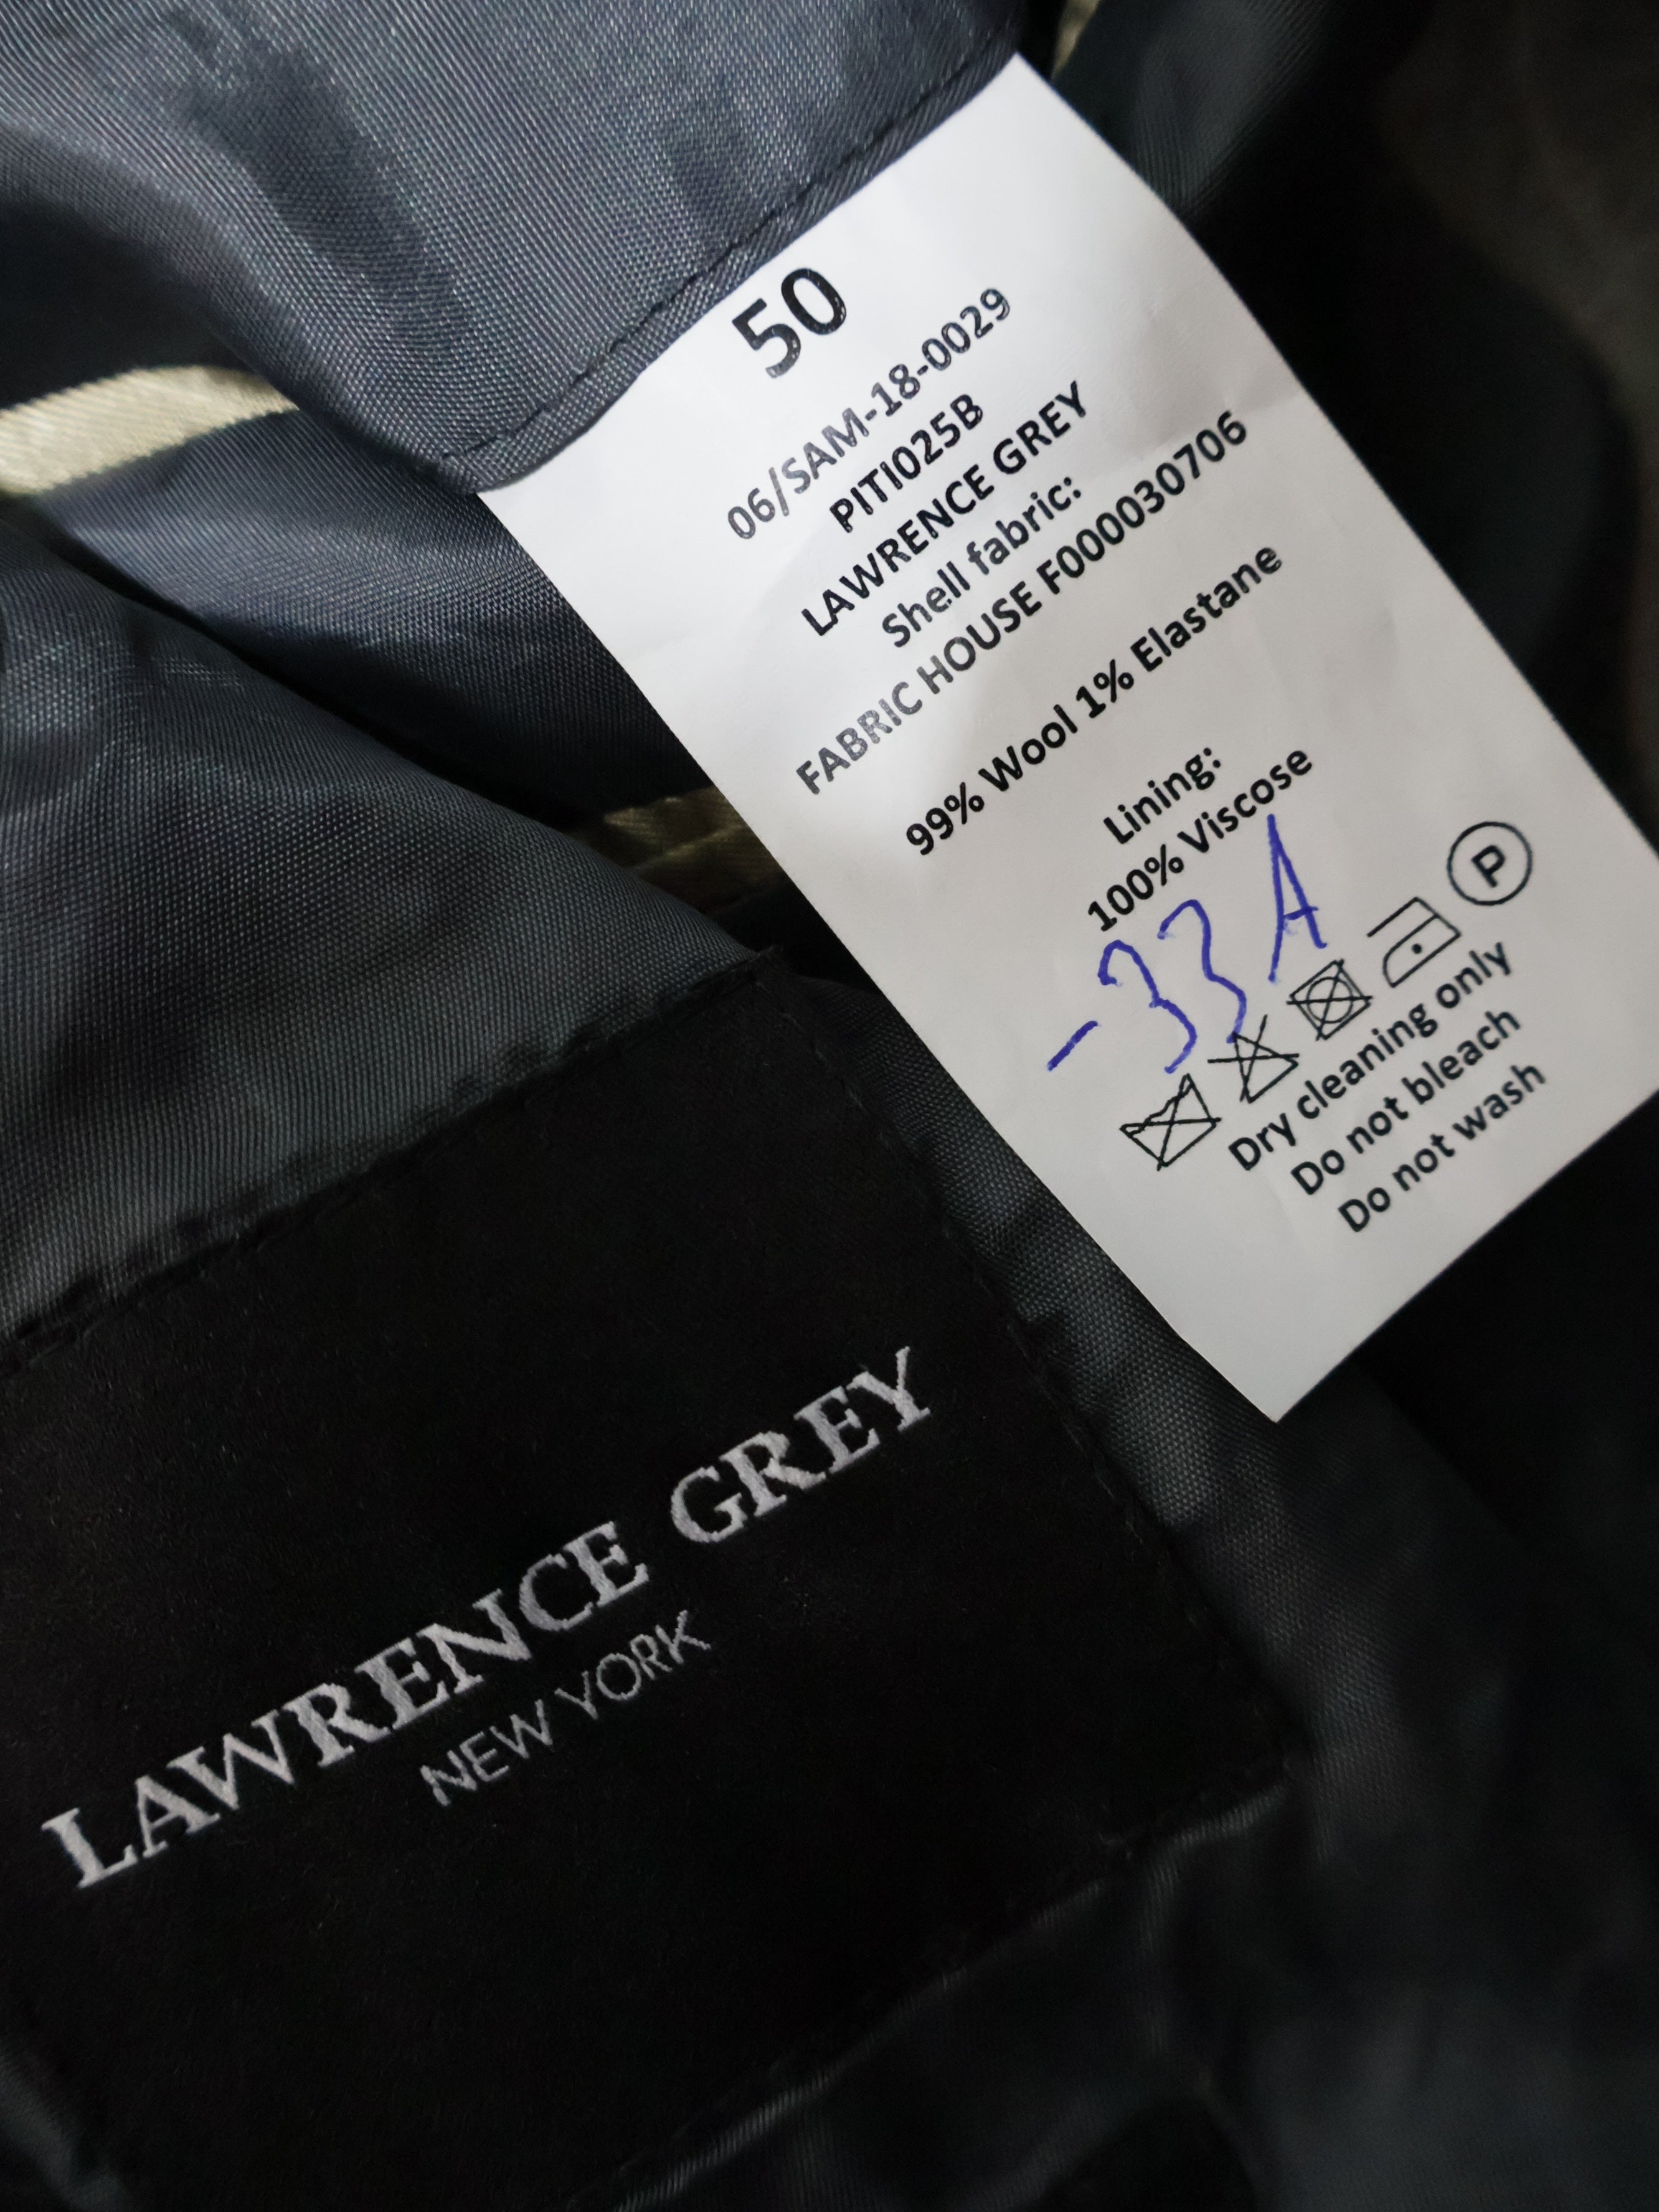 50
06/SAM-18-0029
PITI025B
LAWRENCE GREY
Shell fabric:
FABRIC HOUSE F000030706
99% Wool 1% Elastane
Lining:
100% Viscose
-33A
P
Dry cleaning only
Do not bleach
Do not wash
LAWRENCE GREY
NEW YORK